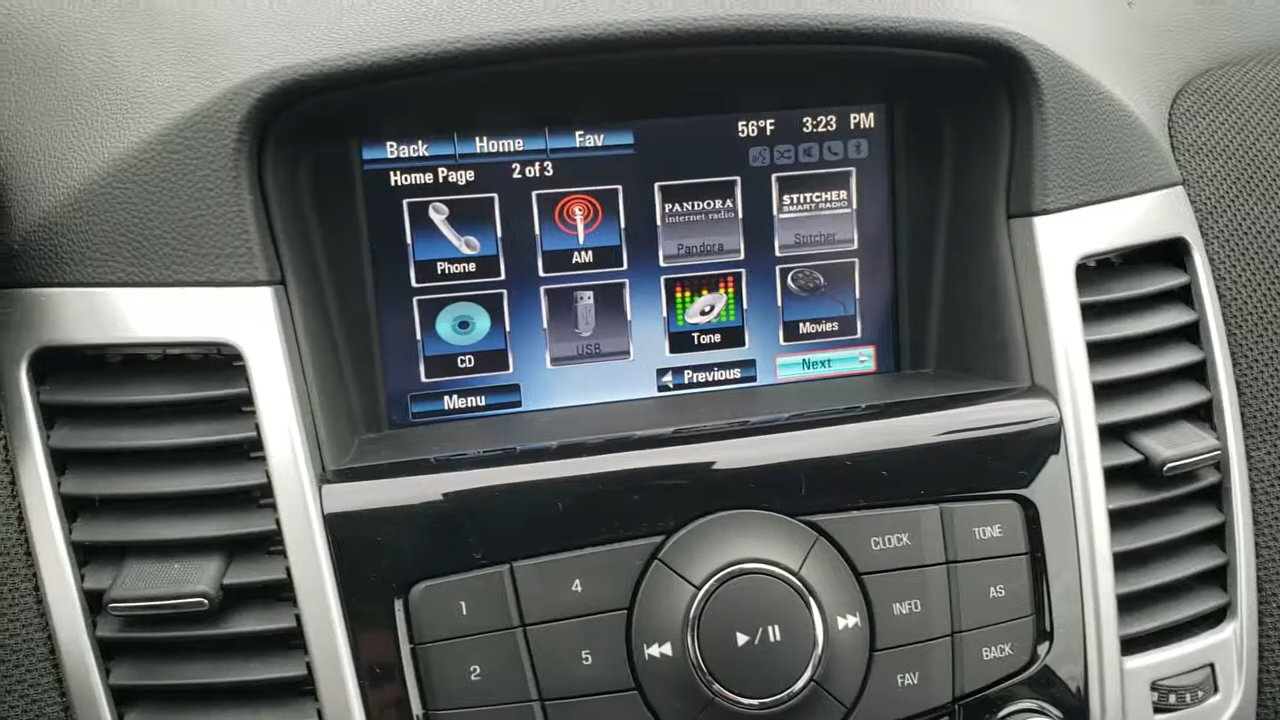 Back Home Fav
56°F 3:23 PM
Home Page 2 of 3
Phone
AM
PANDORA
internet radio
Pandora
STITCHER
SMART RADIO
Stitcher
CD
USB
Tone
Movies
Menu
Previous
Next
1
4
2
5
CLOCK
TONE
INFO
AS
FAV
BACK